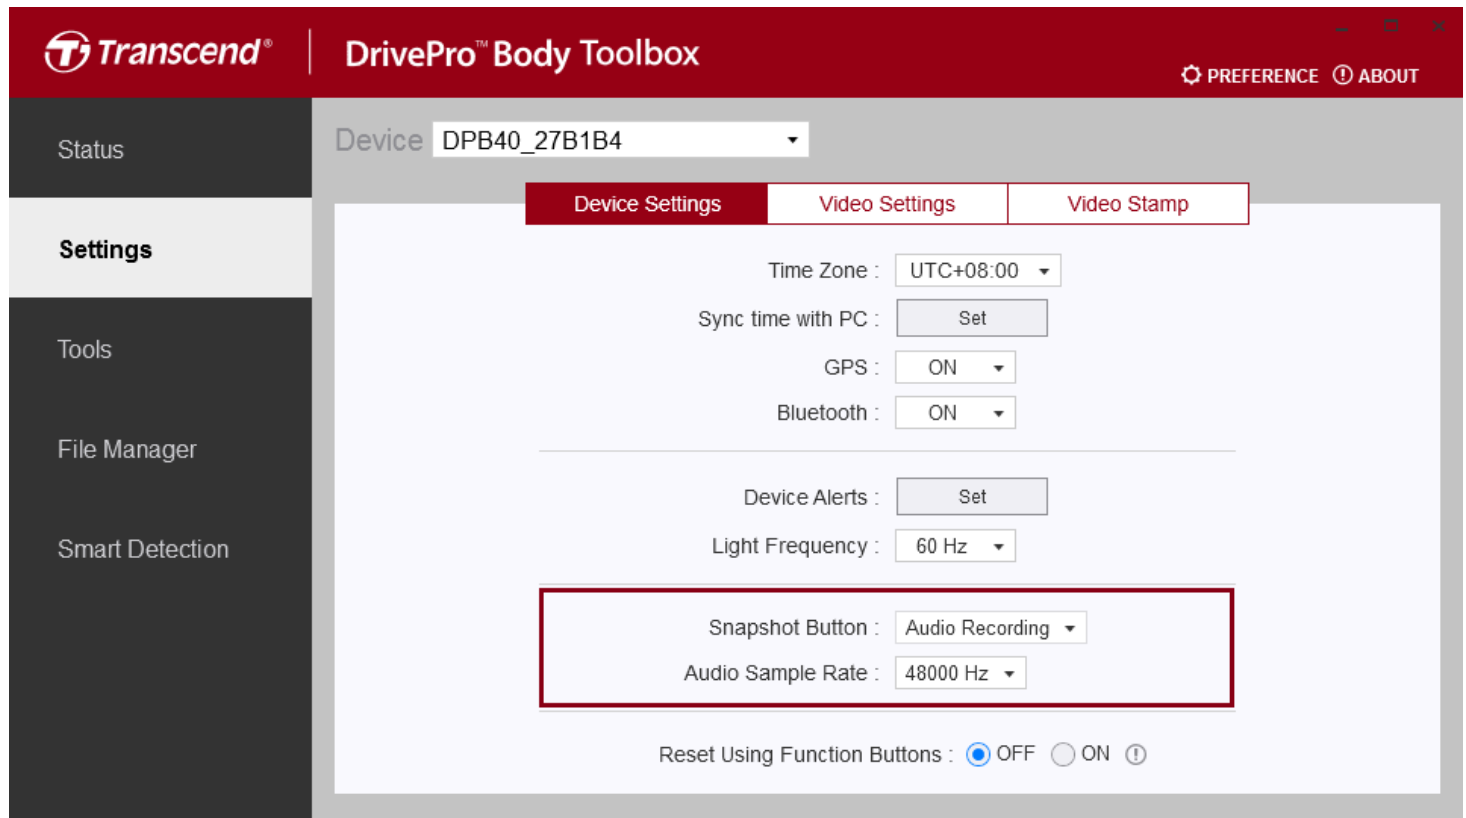 Transcend® DrivePro™ Body Toolbox
PREFERENCE ABOUT
Status
Settings
Tools
File Manager
Smart Detection
Device DPB40_27B1B4
Device Settings Video Settings Video Stamp
Time Zone : UTC+08:00
Sync time with PC : Set
GPS : ON
Bluetooth : ON
Device Alerts : Set
Light Frequency : 60 Hz
Snapshot Button : Audio Recording
Audio Sample Rate : 48000 Hz
Reset Using Function Buttons : OFF ON